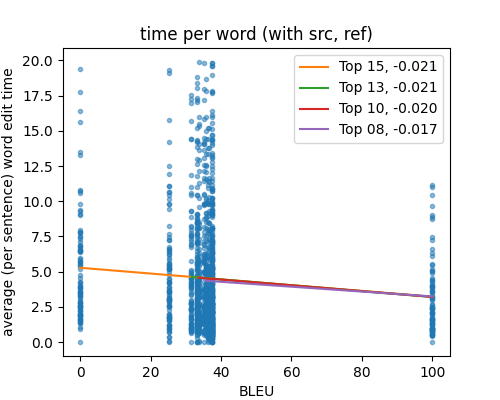 time per word (with src, ref)
Top 15, -0.021
Top 13, -0.021
Top 10, -0.020
Top 08, -0.017
average (per sentence) word edit time
20.0
17.5
15.0
12.5
10.0
7.5
5.0
2.5
0.0
0 20 40 60 80 100
BLEU